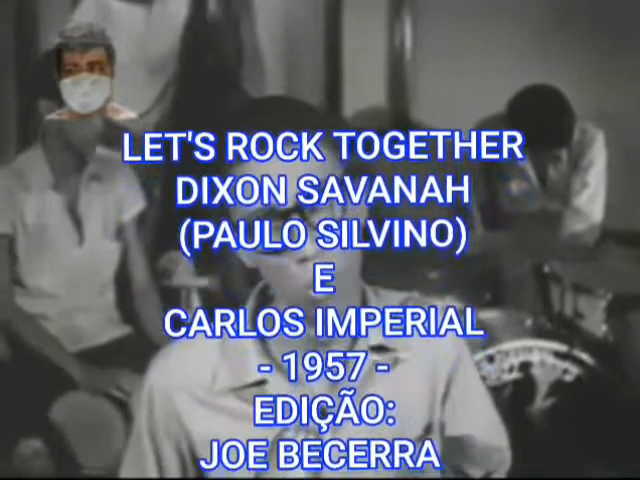 LET'S ROCK TOGETHER
DIXON SAVANAH
(PAULO SILVINO)
E
CARLOS IMPERIAL
- 1957 -
EDIÇÃO:
JOE BECERRA